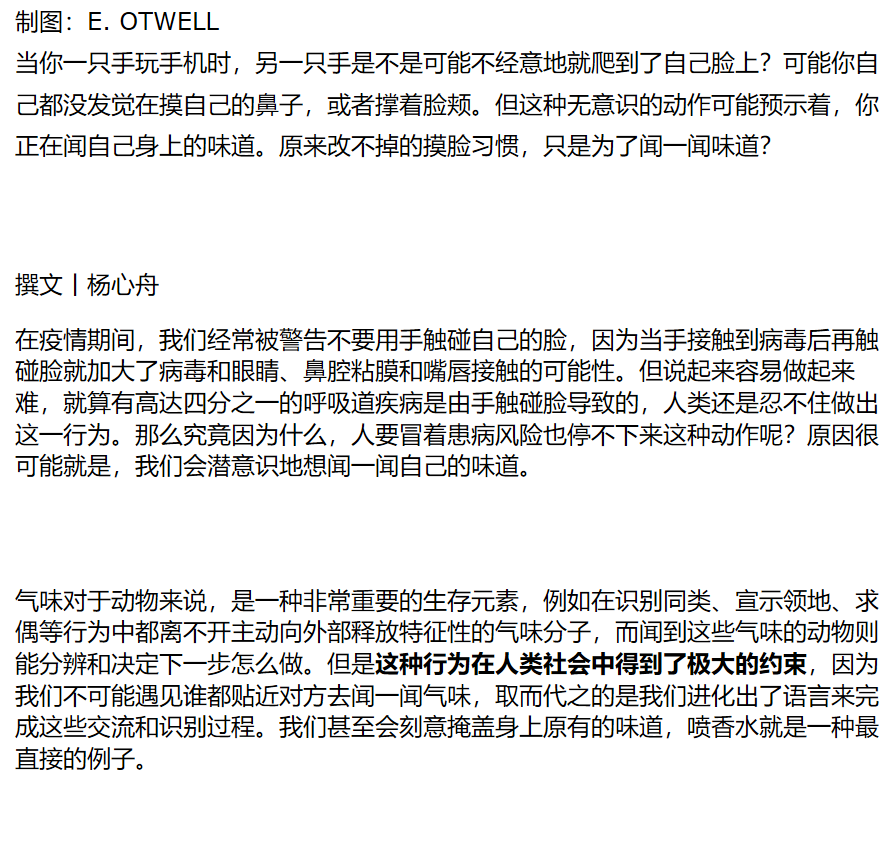 制图：E. OTWELL
当你一只手玩手机时，另一只手是不是可能不经意地就爬到了自己脸上？可能你自
己都没发觉在摸自己的鼻子，或者撑着脸颊。但这种无意识的动作可能预示着，你
正在闻自己身上的味道。原来改不掉的摸脸习惯，只是为了闻一闻味道？
撰文丨杨心舟
在疫情期间，我们经常被警告不要用手触碰自己的脸，因为当手接触到病毒后再触
碰脸就加大了病毒和眼睛、鼻腔粘膜和嘴唇接触的可能性。但说起来容易做起来
难，就算有高达四分之一的呼吸道疾病是由手触碰脸导致的，人类还是忍不住做出
这一行为。那么究竟因为什么，人要冒着患病风险也停不下来这种动作呢？原因很
可能就是，我们会潜意识地想闻一闻自己的味道。
气味对于动物来说，是一种非常重要的生存元素，例如在识别同类、宣示领地、求
偶等行为中都离不开主动向外部释放特征性的气味分子，而闻到这些气味的动物则
能分辨和决定下一步怎么做。但是这种行为在人类社会中得到了极大的约束，因为
我们不可能遇见谁都贴近对方去闻一闻气味，取而代之的是我们进化出了语言来完
成这些交流和识别过程。我们甚至会刻意掩盖身上原有的味道，喷香水就是一种最
直接的例子。